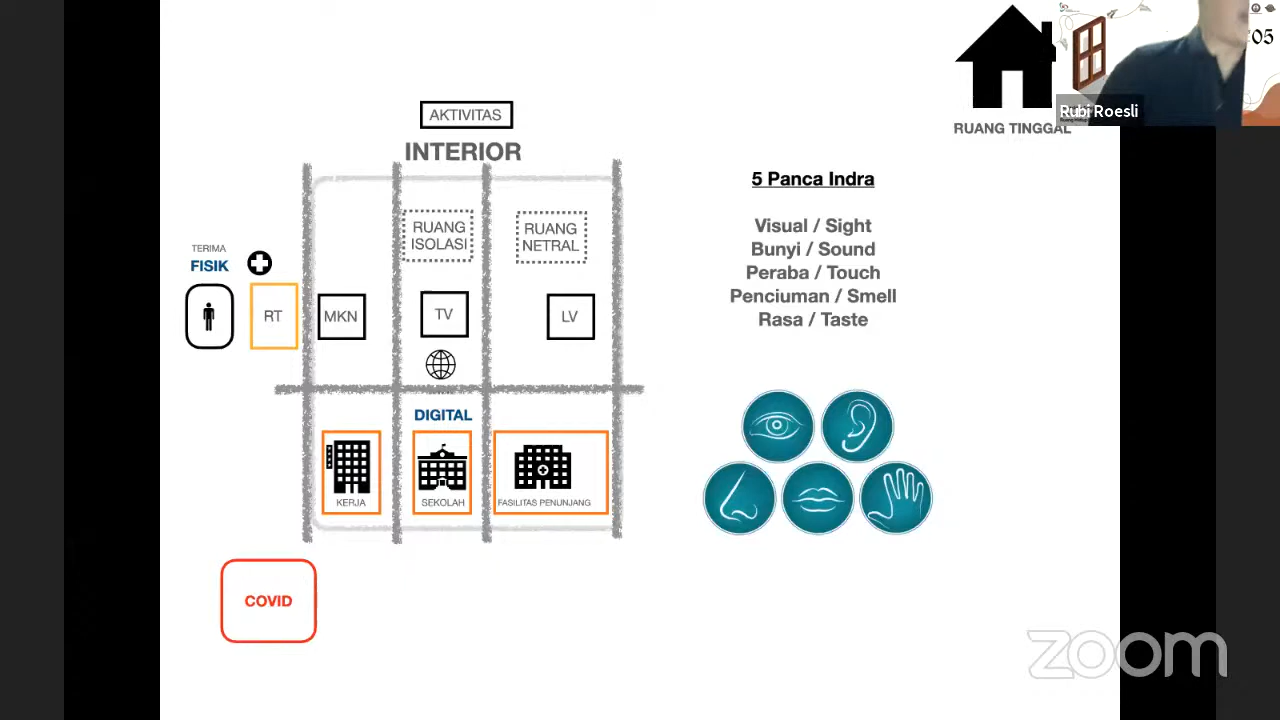 AKTIVITAS
INTERIOR
RUANG
ISOLASI
RUANG
NETRAL
TERIMA
FISIK
RT
MKN
TV
LV
DIGITAL
KERJA
SEKOLAH
FASILITAS PENUNJANG
COVID
RUANG TINGGAL
05
Rubi Roesli
5 Panca Indra
Visual / Sight
Bunyi / Sound
Peraba / Touch
Penciuman / Smell
Rasa / Taste
zoom